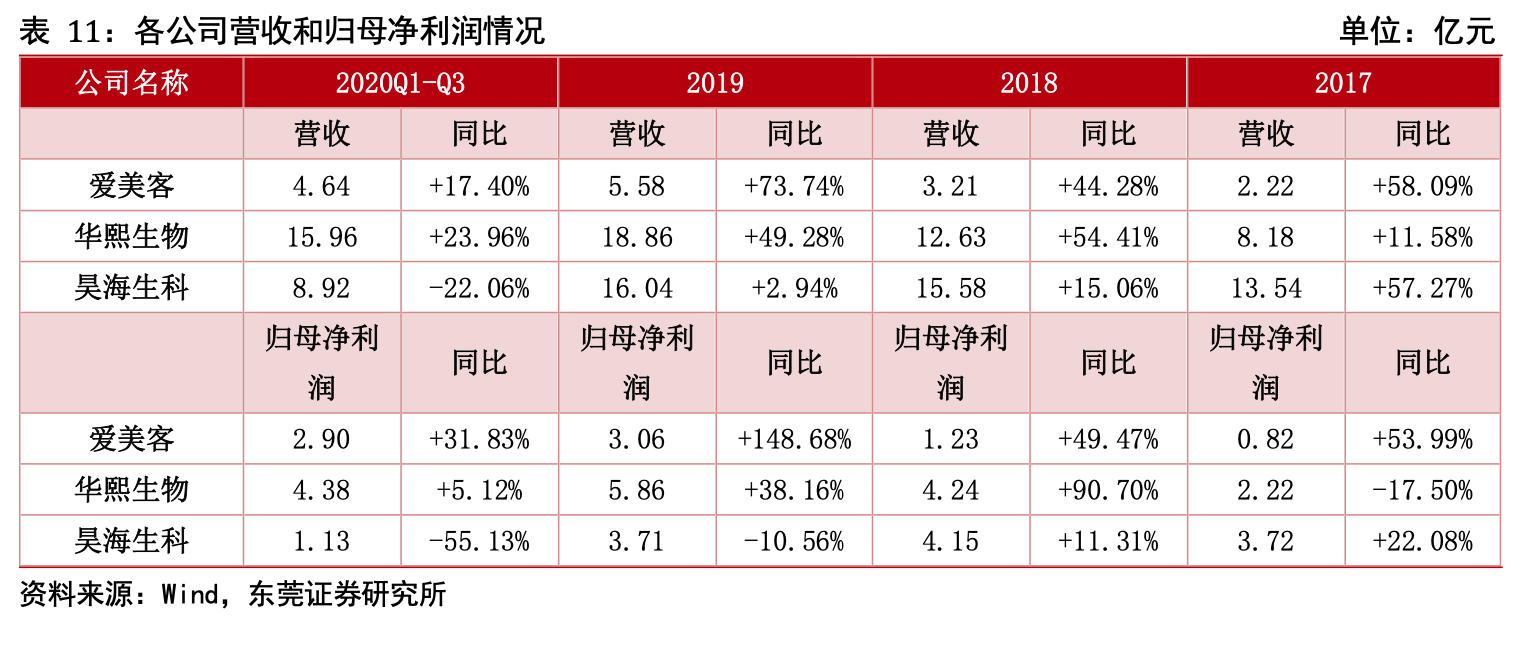 表 11：各公司营收和归母净利润情况 单位：亿元
公司名称 2020Q1-Q3 2019 2018 2017
营收 同比 营收 同比 营收 同比 营收 同比
爱美客 4.64 +17.40% 5.58 +73.74% 3.21 +44.28% 2.22 +58.09%
华熙生物 15.96 +23.96% 18.86 +49.28% 12.63 +54.41% 8.18 +11.58%
昊海生科 8.92 -22.06% 16.04 +2.94% 15.58 +15.06% 13.54 +57.27%
归母净利润 同比 归母净利润 同比 归母净利润 同比 归母净利润 同比
爱美客 2.90 +31.83% 3.06 +148.68% 1.23 +49.47% 0.82 +53.99%
华熙生物 4.38 +5.12% 5.86 +38.16% 4.24 +90.70% 2.22 -17.50%
昊海生科 1.13 -55.13% 3.71 -10.56% 4.15 +11.31% 3.72 +22.08%
资料来源：Wind，东莞证券研究所